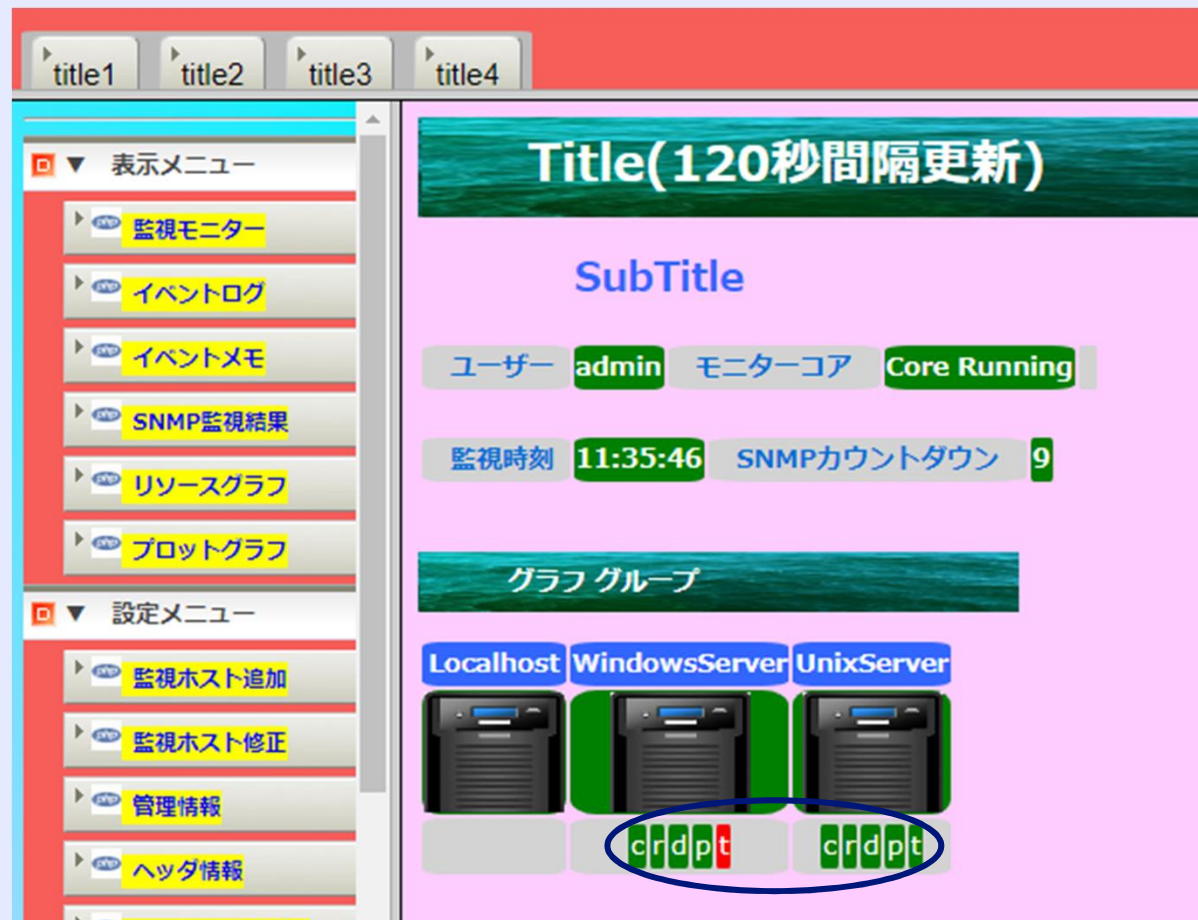 title1 title2 title3 title4
表示メニュー
監視モニター
イベントログ
イベントメモ
SNMP監視結果
リソースグラフ
プロットグラフ
設定メニュー
監視ホスト追加
監視ホスト修正
管理情報
ヘッダ情報
Title(120秒間隔更新)
SubTitle
ユーザー admin モニターコア Core Running
監視時刻 11:35:46 SNMPカウントダウン 9
グラフ グループ
Localhost WindowsServer UnixServer
c r d p t c r d p t